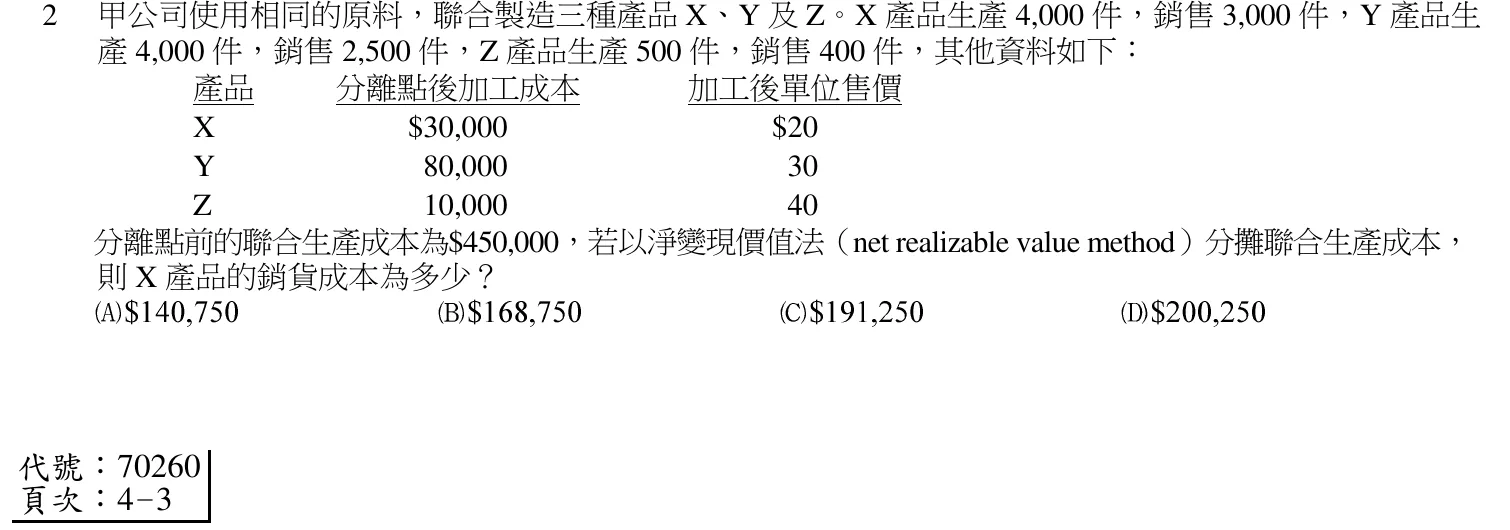 2 甲公司使用相同的原料，聯合製造三種產品 X、Y 及 Z。X 產品生產 4,000 件，銷售 3,000 件，Y 產品生
產 4,000 件，銷售 2,500 件，Z 產品生產 500 件，銷售 400 件，其他資料如下：
產品 分離點後加工成本 加工後單位售價
X $30,000 $20
Y 80,000 30
Z 10,000 40
分離點前的聯合生產成本為$450,000，若以淨變現價值法（net realizable value method）分攤聯合生產成本，
則 X 產品的銷貨成本為多少？
(A)$140,750 (B)$168,750 (C)$191,250 (D)$200,250
代號：70260
頁次：4－3